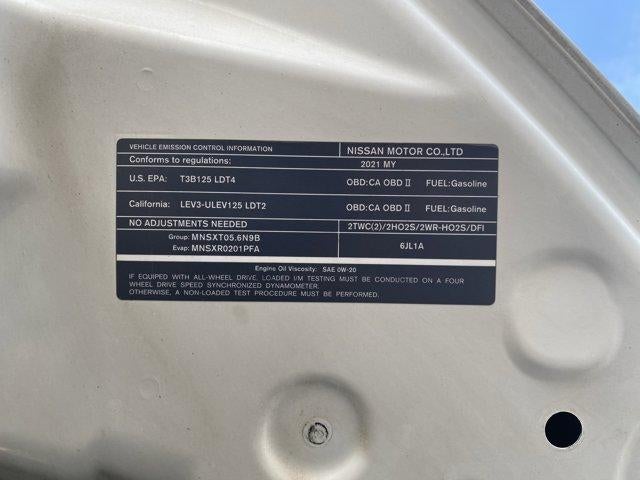 VEHICLE EMISSION CONTROL INFORMATION NISSAN MOTOR CO.,LTD
Conforms to regulations: 2021 MY
U.S. EPA: T3B125 LDT4 OBD:CA OBD II FUEL:Gasoline
California: LEV3-ULEV125 LDT2 OBD:CA OBD II FUEL:Gasoline
NO ADJUSTMENTS NEEDED 2TWC(2)/2HO2S/2WR-HO2S/DFI
Group: MNSXT05.6N9B
Evap: MNSXR0201PFA 6JL1A
Engine Oil Viscosity: SAE 0W-20
IF EQUIPPED WITH ALL-WHEEL DRIVE, LOADED I/M TESTING MUST BE CONDUCTED ON A FOUR
WHEEL DRIVE SPEED SYNCHRONIZED DYNAMOMETER.
OTHERWISE, A NON-LOADED TEST PROCEDURE MUST BE PERFORMED.